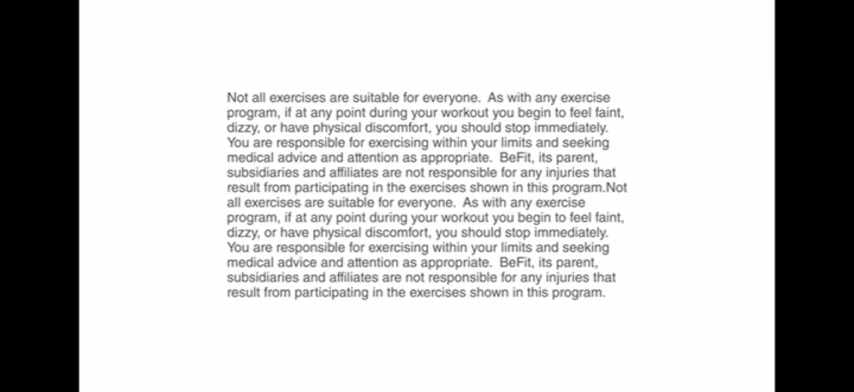 Not all exercises are suitable for everyone.  As with any exercise
program, if at any point during your workout you begin to feel faint,
dizzy, or have physical discomfort, you should stop immediately.
You are responsible for exercising within your limits and seeking
medical advice and attention as appropriate.  BeFit, its parent,
subsidiaries and affiliates are not responsible for any injuries that
result from participating in the exercises shown in this program.Not
all exercises are suitable for everyone.  As with any exercise
program, if at any point during your workout you begin to feel faint,
dizzy, or have physical discomfort, you should stop immediately.
You are responsible for exercising within your limits and seeking
medical advice and attention as appropriate.  BeFit, its parent,
subsidiaries and affiliates are not responsible for any injuries that
result from participating in the exercises shown in this program.